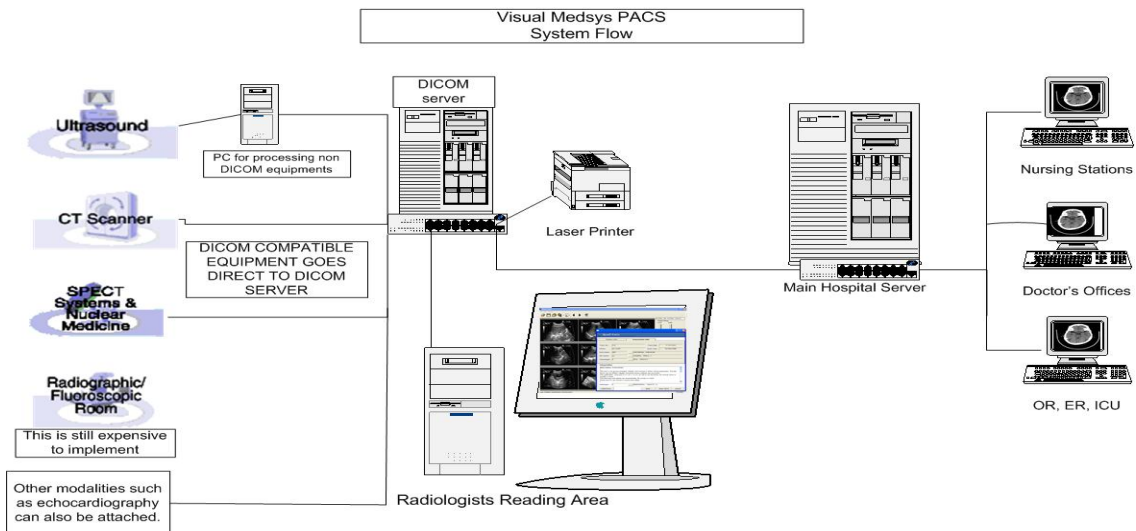 Visual Medsys PACS
System Flow
Ultrasound
PC for processing non
DICOM equipments
DICOM
server
CT Scanner
DICOM COMPATIBLE
EQUIPMENT GOES
DIRECT TO DICOM
SERVER
Laser Printer
SPECT
Systems &
Nuclear
Medicine
Radiographic/
Fluoroscopic
Room
This is still expensive
to implement
Other modalities such
as echocardiography
can also be attached.
Radiologists Reading Area
Main Hospital Server
Nursing Stations
Doctor's Offices
OR, ER, ICU